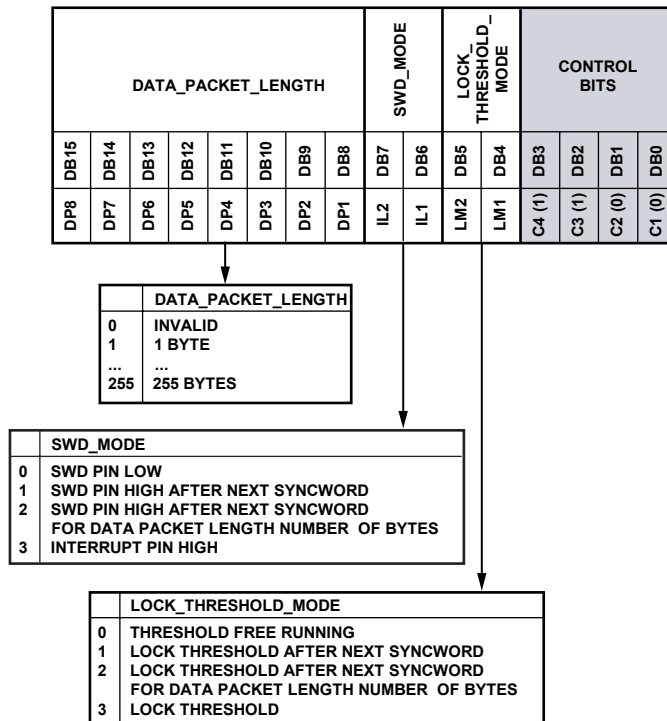 DATA_PACKET_LENGTH
SWD_MODE
LOCK_
THRESHOLD_
MODE
CONTROL
BITS
DB15 DB14 DB13 DB12 DB11 DB10 DB9 DB8 DB7 DB6 DB5 DB4 DB3 DB2 DB1 DB0
DP8 DP7 DP6 DP5 DP4 DP3 DP2 DP1 IL2 IL1 LM2 LM1 C4 (1) C3 (1) C2 (0) C1 (0)
DATA_PACKET_LENGTH
0 INVALID
1 1 BYTE
... ...
255 255 BYTES
SWD_MODE
0 SWD PIN LOW
1 SWD PIN HIGH AFTER NEXT SYNCWORD
2 SWD PIN HIGH AFTER NEXT SYNCWORD
FOR DATA PACKET LENGTH NUMBER OF BYTES
3 INTERRUPT PIN HIGH
LOCK_THRESHOLD_MODE
0 THRESHOLD FREE RUNNING
1 LOCK THRESHOLD AFTER NEXT SYNCWORD
2 LOCK THRESHOLD AFTER NEXT SYNCWORD
FOR DATA PACKET LENGTH NUMBER OF BYTES
3 LOCK THRESHOLD